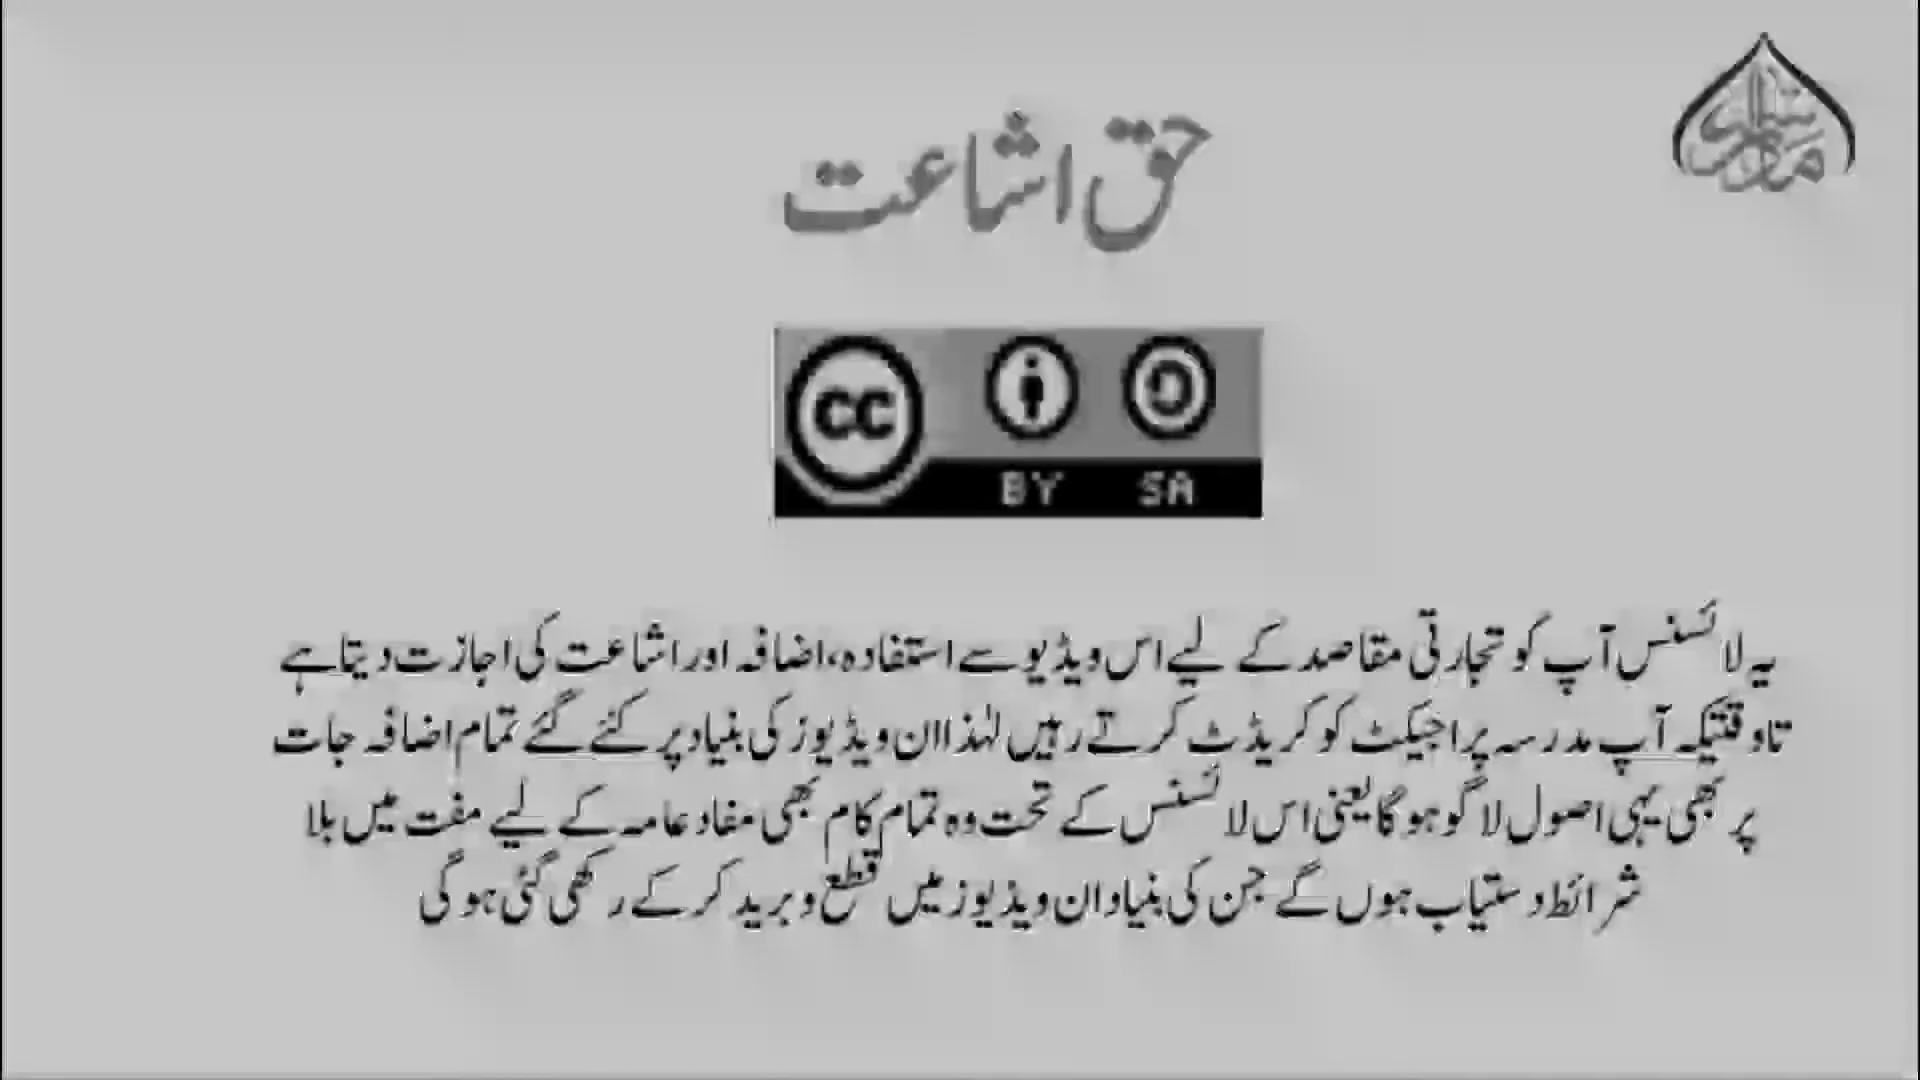 حق اشاعت
cc
BY SA
یہ لائسنس آپ کو تجارتی مقاصد کے لیے اس ویڈیو سے استفادہ، اضافہ اور اشاعت کی اجازت دیتا ہے
تاوقتیکہ آپ مدرسہ پراجیکٹ کو کریڈٹ کرتے رہیں لہٰذا ان ویڈیوز کی بنیاد پر کئے گئے تمام اضافہ جات
پر بھی یہی اصول لاگو ہو گا یعنی اس لائسنس کے تحت وہ تمام کام بھی مفاد عامہ کے لیے مفت میں بلا
شرائط دستیاب ہوں گے جن کی بنیاد ان ویڈیوز میں قطع و برید کر کے رکھی گئی ہو گی